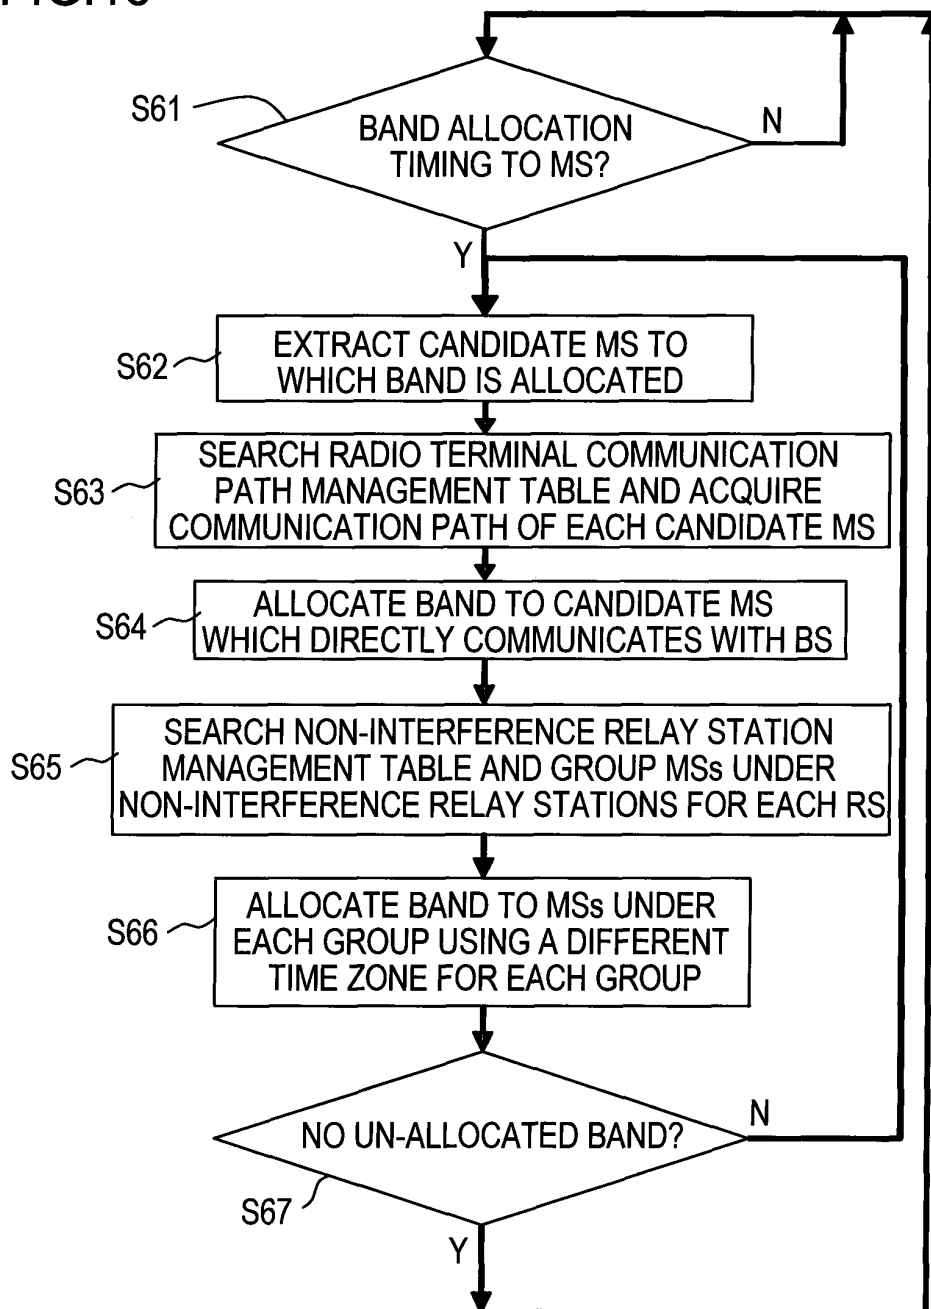 S61
BAND ALLOCATION
TIMING TO MS?
N
Y
S62
EXTRACT CANDIDATE MS TO
WHICH BAND IS ALLOCATED
S63
SEARCH RADIO TERMINAL COMMUNICATION
PATH MANAGEMENT TABLE AND ACQUIRE
COMMUNICATION PATH OF EACH CANDIDATE MS
S64
ALLOCATE BAND TO CANDIDATE MS
WHICH DIRECTLY COMMUNICATES WITH BS
S65
SEARCH NON-INTERFERENCE RELAY STATION
MANAGEMENT TABLE AND GROUP MSs UNDER
NON-INTERFERENCE RELAY STATIONS FOR EACH RS
S66
ALLOCATE BAND TO MSs UNDER
EACH GROUP USING A DIFFERENT
TIME ZONE FOR EACH GROUP
NO UN-ALLOCATED BAND?
N
S67
Y